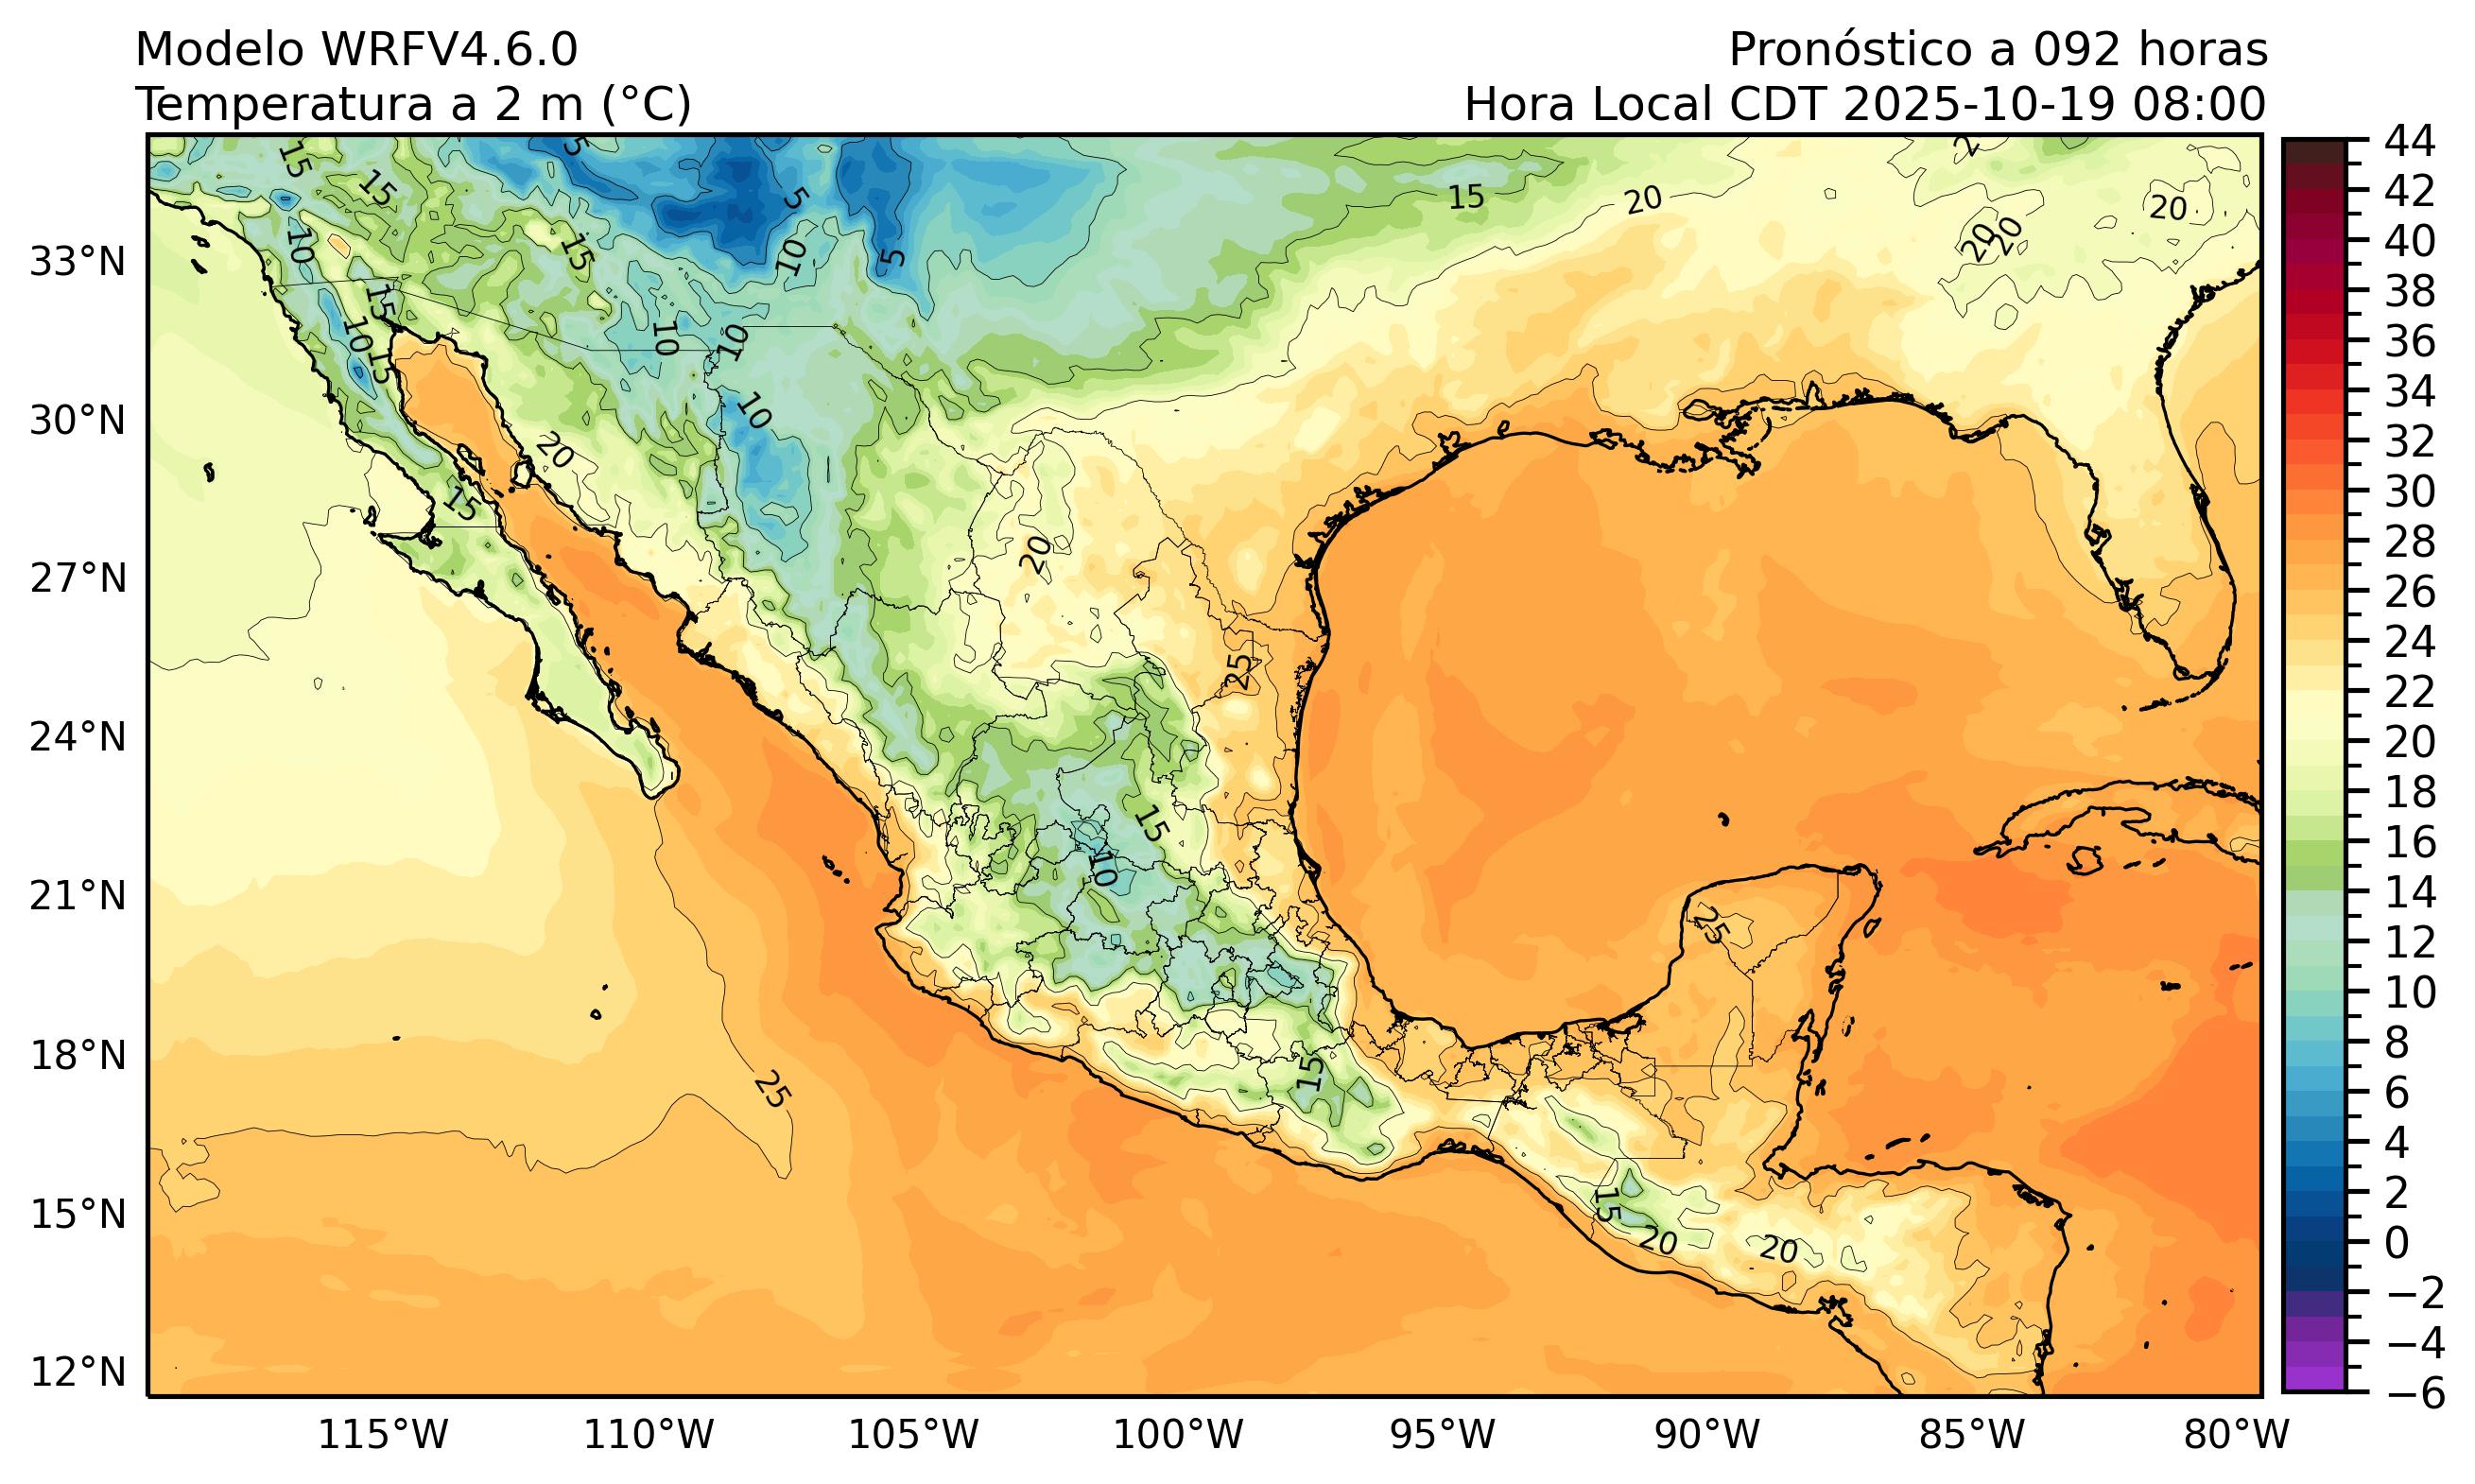 Modelo WRFV4.6.0
Pronóstico a 092 horas
Temperatura a 2 m (°C)
Hora Local CDT 2025-10-19 08:00
33°N
30°N
27°N
24°N
21°N
18°N
15°N
12°N
115°W
110°W
105°W
100°W
95°W
90°W
85°W
80°W
44
42
40
38
36
34
32
30
28
26
24
22
20
18
16
14
12
10
8
6
4
2
0
−2
−4
−6
5
15
15
15
20
20
20
20
5
10
15
10
5
15
10
15
10
10
10
20
15
20
25
15
10
25
15
25
15
20
20